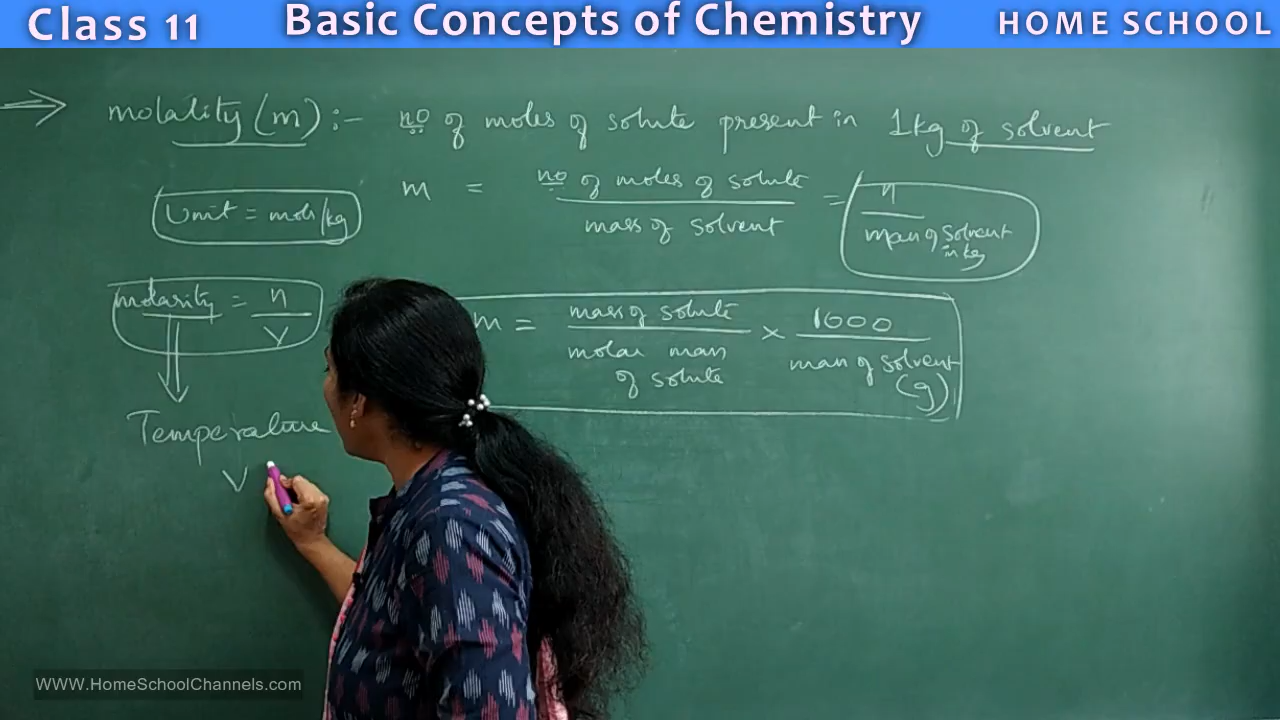 Class 11 Basic Concepts of Chemistry HOME SCHOOL
molality (m) :- no of moles of solute present in 1kg of solvent
m = no of moles of solute / mass of solvent = n / mass of solvent in kg
Unit = mols/kg
molarity = n / V
m = mass of solute / molar mass of solute × 1000 / mass of solvent (g)
Temperature
V
WWW.HomeSchoolChannels.com